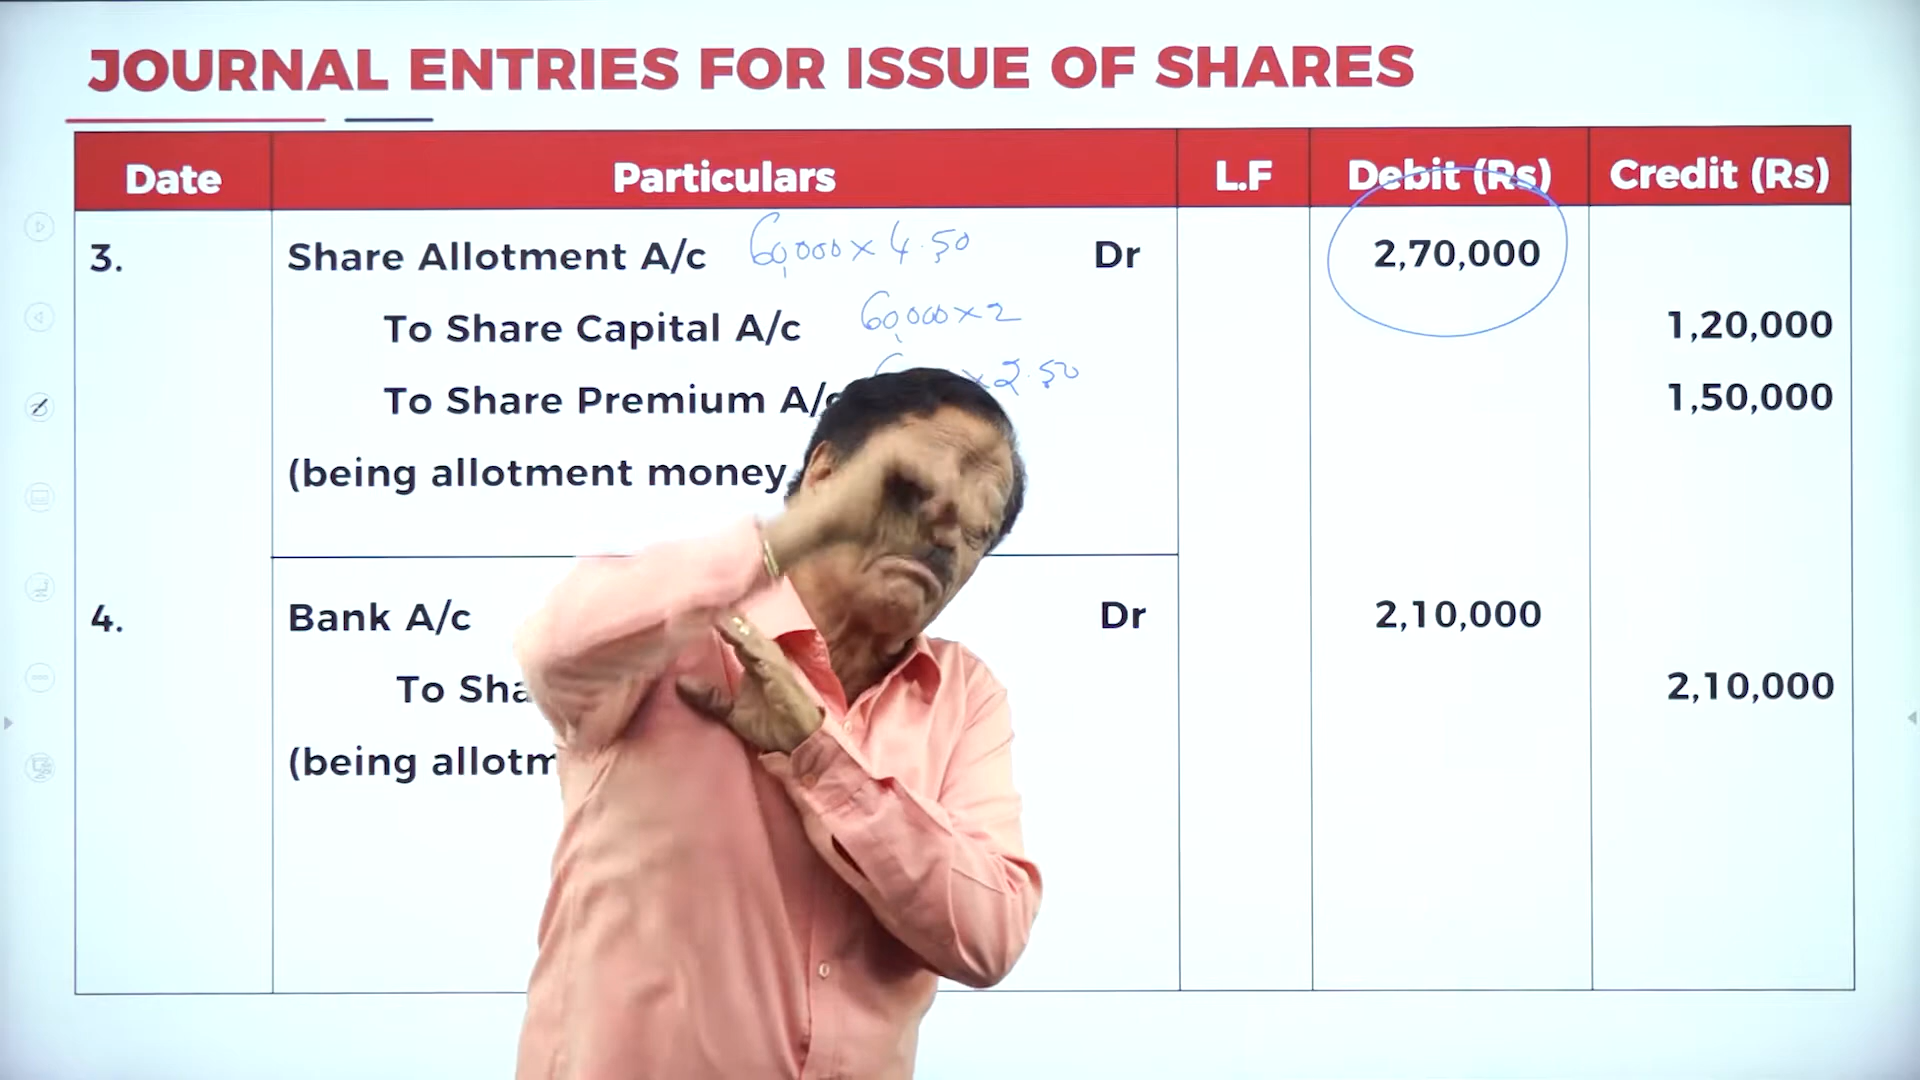 JOURNAL ENTRIES FOR ISSUE OF SHARES
Date Particulars L.F Debit (Rs) Credit (Rs)
3. Share Allotment A/c 60,000 x 4.50 Dr 2,70,000
To Share Capital A/c 60,000 x 2 1,20,000
To Share Premium x 2.50 1,50,000
(being allotment money
4. Bank A/c Dr 2,10,000
To 2,10,000
(being